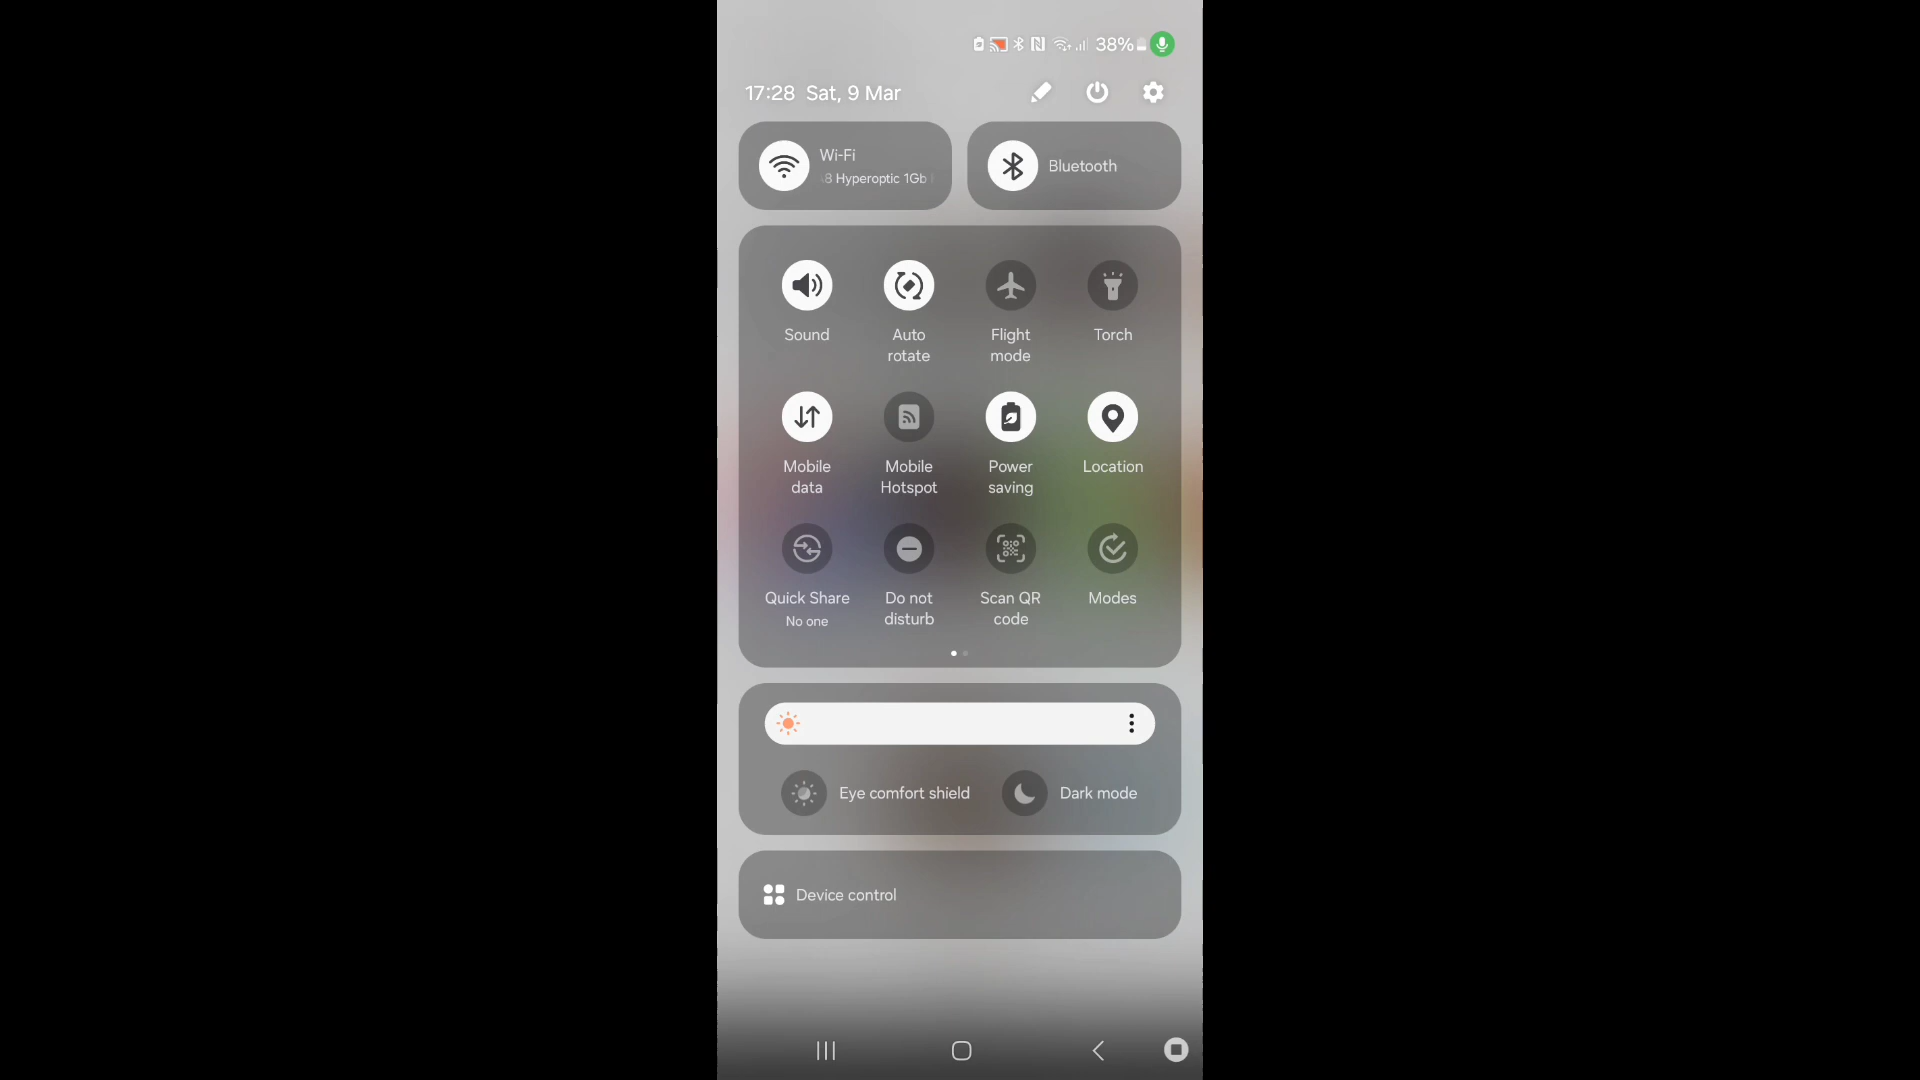 38%
17:28 Sat, 9 Mar
Wi-Fi
8 Hyperoptic 1Gb
Bluetooth
Sound
Auto
rotate
Flight
mode
Torch
Mobile
data
Mobile
Hotspot
Power
saving
Location
Quick Share
No one
Do not
disturb
Scan QR
code
Modes
Eye comfort shield
Dark mode
Device control